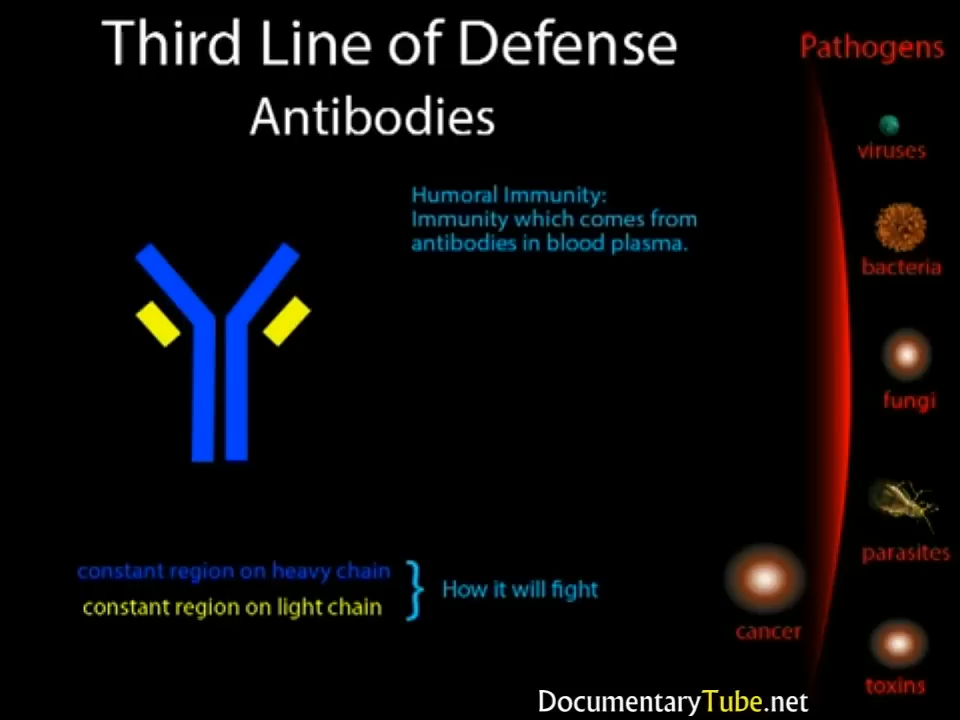 Third Line of Defense
Antibodies
Humoral Immunity:
Immunity which comes from
antibodies in blood plasma.
constant region on heavy chain
constant region on light chain
} How it will fight
Pathogens
viruses
bacteria
fungi
parasites
cancer
toxins
DocumentaryTube.net